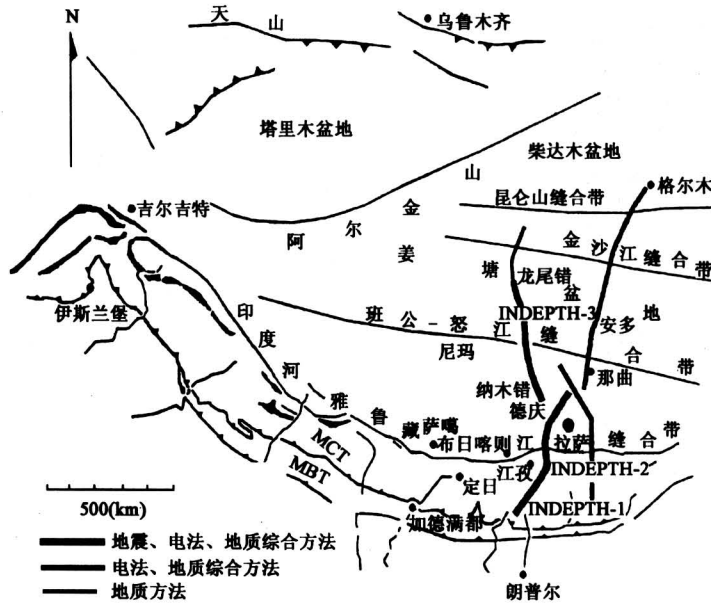 N
天山
乌鲁木齐
塔里木盆地
柴达木盆地
格尔木
昆仑山缝合带
吉尔吉特
阿尔金山
金沙江缝合带
羌塘盆地
龙尾错
INDEPTH-3
安多
伊斯兰堡
班公-怒江缝合带
尼玛
那曲
印度河
雅鲁藏布江缝合带
纳木错
德庆
萨噶
日喀则
拉萨
江孜
INDEPTH-2
定日
INDEPTH-1
MCT
MBT
加德满都
朗普尔
500(km)
地震、电法、地质综合方法
电法、地质综合方法
地质方法